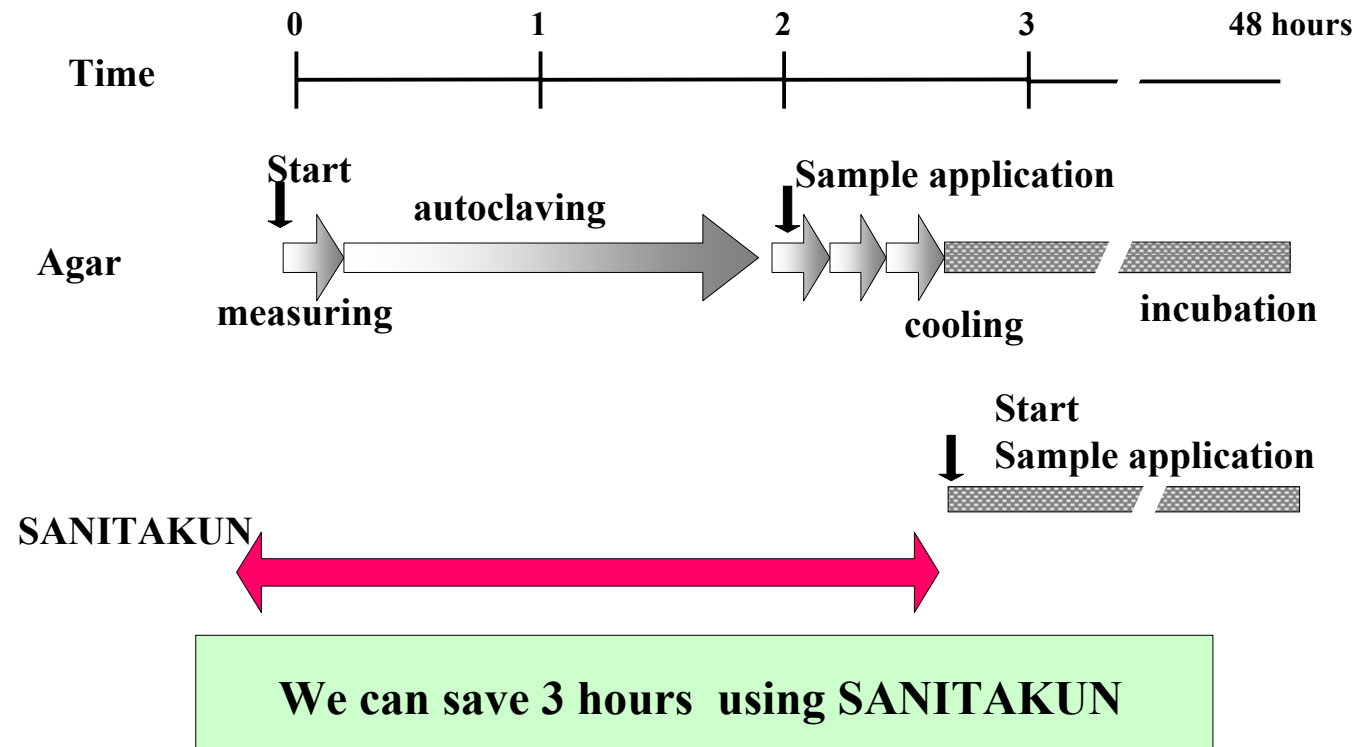 0 1 2 3 48 hours
Time
Start
Sample application
autoclaving
Agar
measuring
cooling
incubation
Start
Sample application
SANITAKUN
We can save 3 hours using SANITAKUN